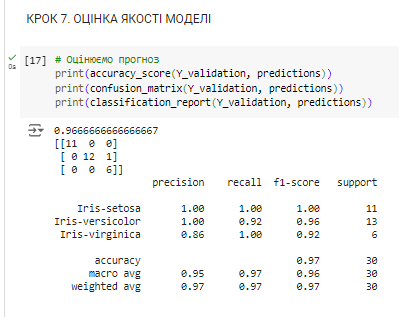 КРОК 7. ОЦІНКА ЯКОСТІ МОДЕЛІ
[17] # Оцінюємо прогноз
0s
print(accuracy_score(Y_validation, predictions))
print(confusion_matrix(Y_validation, predictions))
print(classification_report(Y_validation, predictions))
0.9666666666666667
[[11 0 0]
[ 0 12 1]
[ 0 0 6]]
precision recall f1-score support
Iris-setosa 1.00 1.00 1.00 11
Iris-versicolor 1.00 0.92 0.96 13
Iris-virginica 0.86 1.00 0.92 6
accuracy 0.97 30
macro avg 0.95 0.97 0.96 30
weighted avg 0.97 0.97 0.97 30